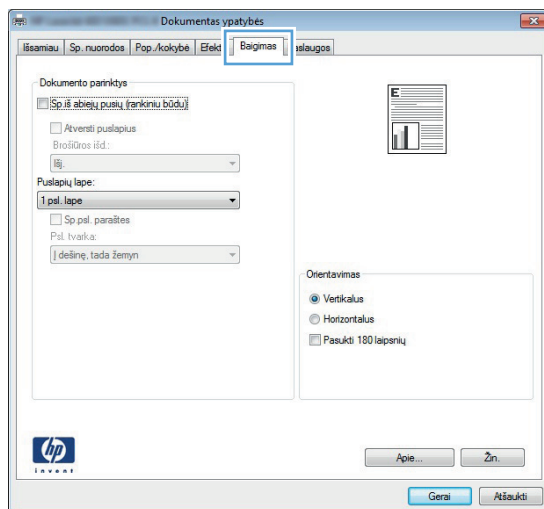 Dokumentas ypatybės
Išsamiau Sp. nuorodos Pop./kokybė Efekt Baigimas aslaugos
Dokumento parinktys
Sp.iš abiejų pusių (rankiniu būdu)
Atversti puslapius
Brošiūros išd.:
Išj.
Puslapių lape:
1 psl. lape
Sp.psl. paraštes
Psl. tvarka:
Į dešinę, tada žemyn
E
Orientavimas
Vertikalus
Horizontalus
Pasukti 180 laipsnių
hp
invent
Apie... Žin.
Gerai Atšaukti